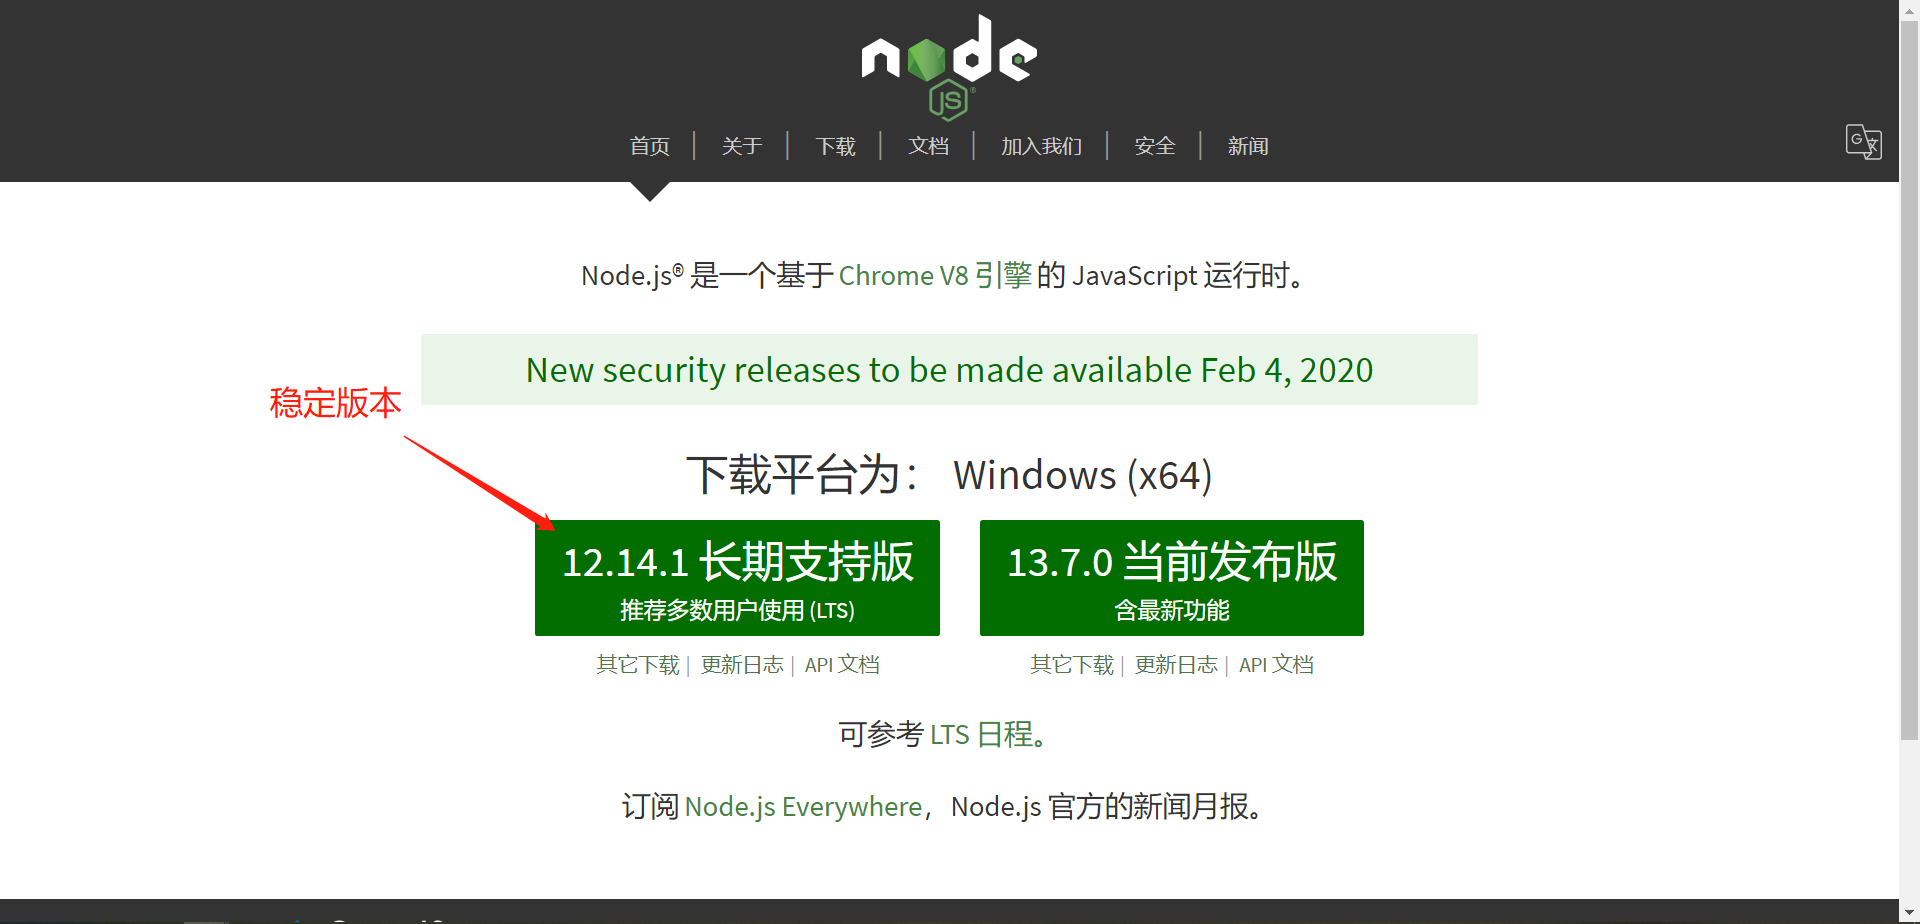 node
JS
首页 | 关于 | 下载 | 文档 | 加入我们 | 安全 | 新闻
G文
Node.js® 是一个基于 Chrome V8 引擎 的 JavaScript 运行时。
New security releases to be made available Feb 4, 2020
稳定版本
下载平台为： Windows (x64)
12.14.1 长期支持版
推荐多数用户使用 (LTS)
13.7.0 当前发布版
含最新功能
其它下载 | 更新日志 | API 文档
其它下载 | 更新日志 | API 文档
可参考 LTS 日程。
订阅 Node.js Everywhere，Node.js 官方的新闻月报。